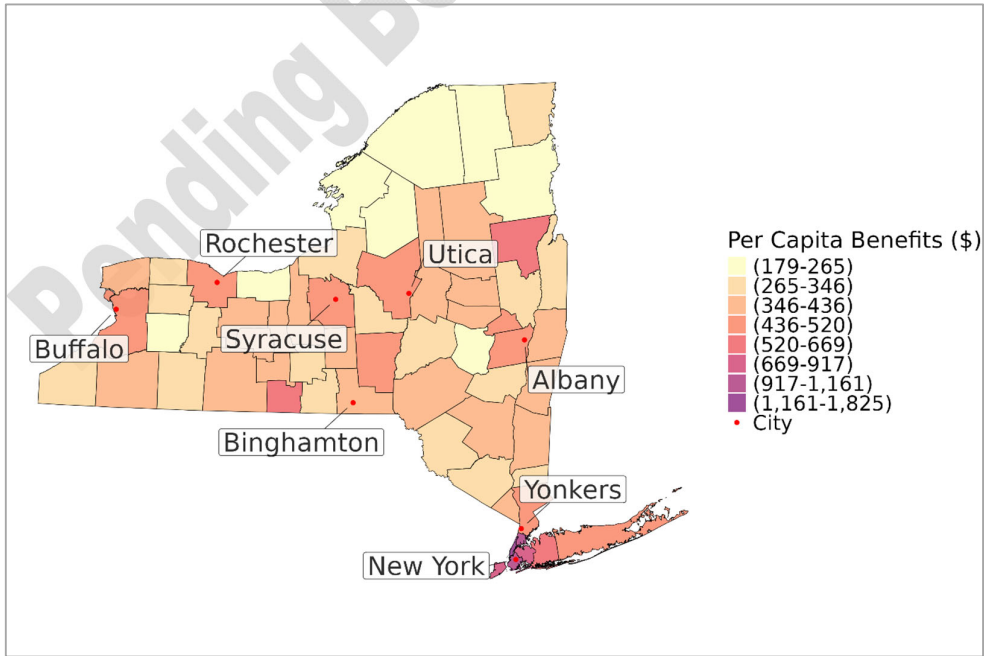 Pending
Rochester
Utica
Syracuse
Buffalo
Albany
Binghamton
Yonkers
New York
Per Capita Benefits ($)
(179-265)
(265-346)
(346-436)
(436-520)
(520-669)
(669-917)
(917-1,161)
(1,161-1,825)
City